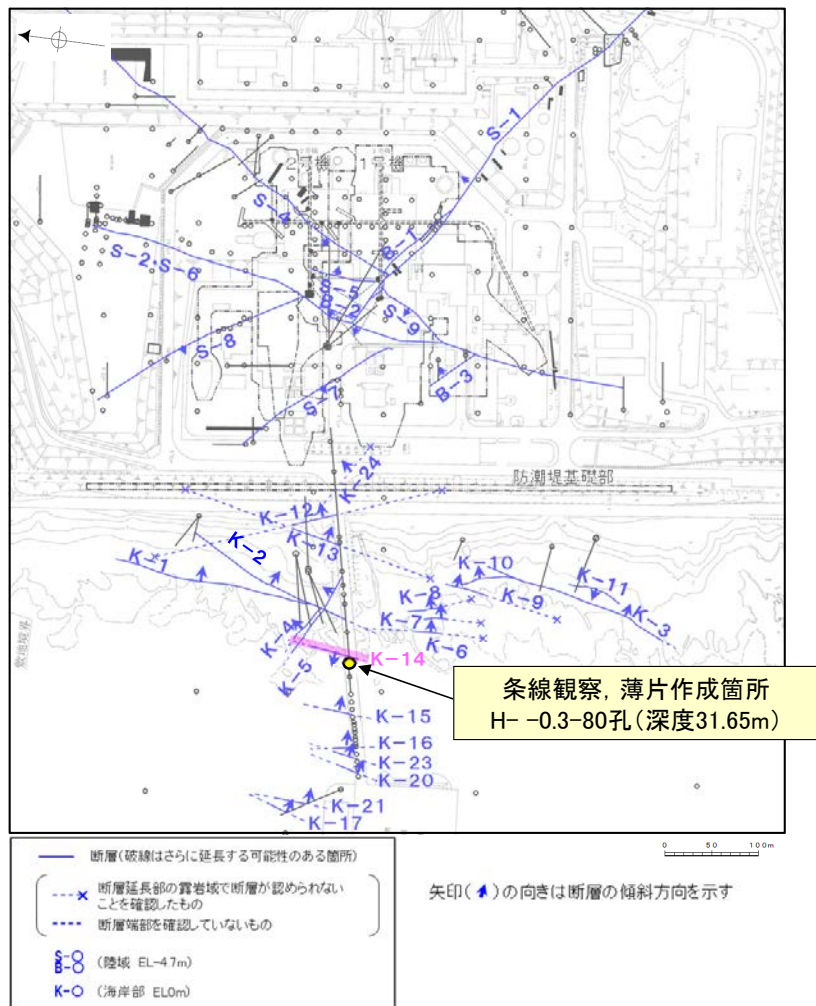 S-1
2号機
1号機
S-4
B-1
S-2・S-6
S-5
B-2
S-9
S-8
B-3
S-7
K-24
防潮堤基礎部
K-12
K-13
K-2
K-1
K-10
K-11
K-8
K-9
K-3
K-7
K-6
K-4
K-14
K-5
敷地境界
条線観察，薄片作成箇所
H- -0.3-80孔(深度31.65m)
K-15
K-16
K-23
K-20
K-21
K-17
0 50 100m
断層(破線はさらに延長する可能性のある箇所)
断層延長部の露岩域で断層が認められない
ことを確認したもの
断層端部を確認していないもの
S-○
B-○ (陸域 EL-4.7m)
K-○ (海岸部 EL0m)
矢印( )の向きは断層の傾斜方向を示す